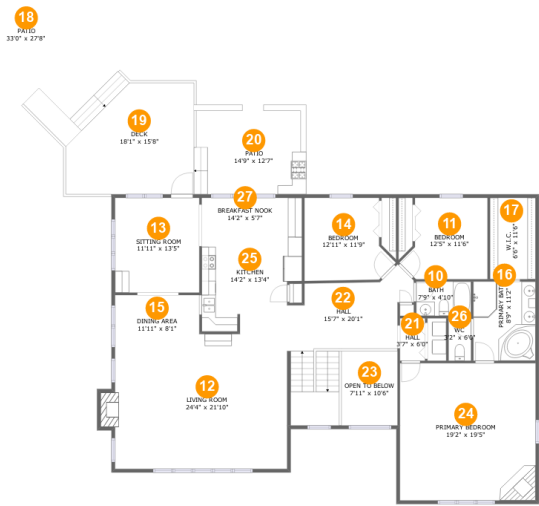 18
PATIO
33'0" x 27'8"
19
DECK
18'1" x 15'8"
20
PATIO
14'9" x 12'7"
27
BREAKFAST NOOK
14'2" x 5'7"
13
SITTING ROOM
11'11" x 13'5"
14
BEDROOM
12'11" x 11'9"
11
BEDROOM
12'5" x 11'6"
17
W.I.C.
6'6" x 11'6"
25
KITCHEN
14'2" x 13'4"
10
BATH
7'9" x 4'10"
16
PRIMARY BATH
8'9" x 11'2"
15
DINING AREA
11'11" x 8'1"
22
HALL
15'7" x 20'1"
21
HALL
3'7" x 6'0"
26
WC
3'2" x 6'0"
12
LIVING ROOM
24'4" x 21'10"
23
OPEN TO BELOW
7'11" x 10'6"
24
PRIMARY BEDROOM
19'2" x 19'5"